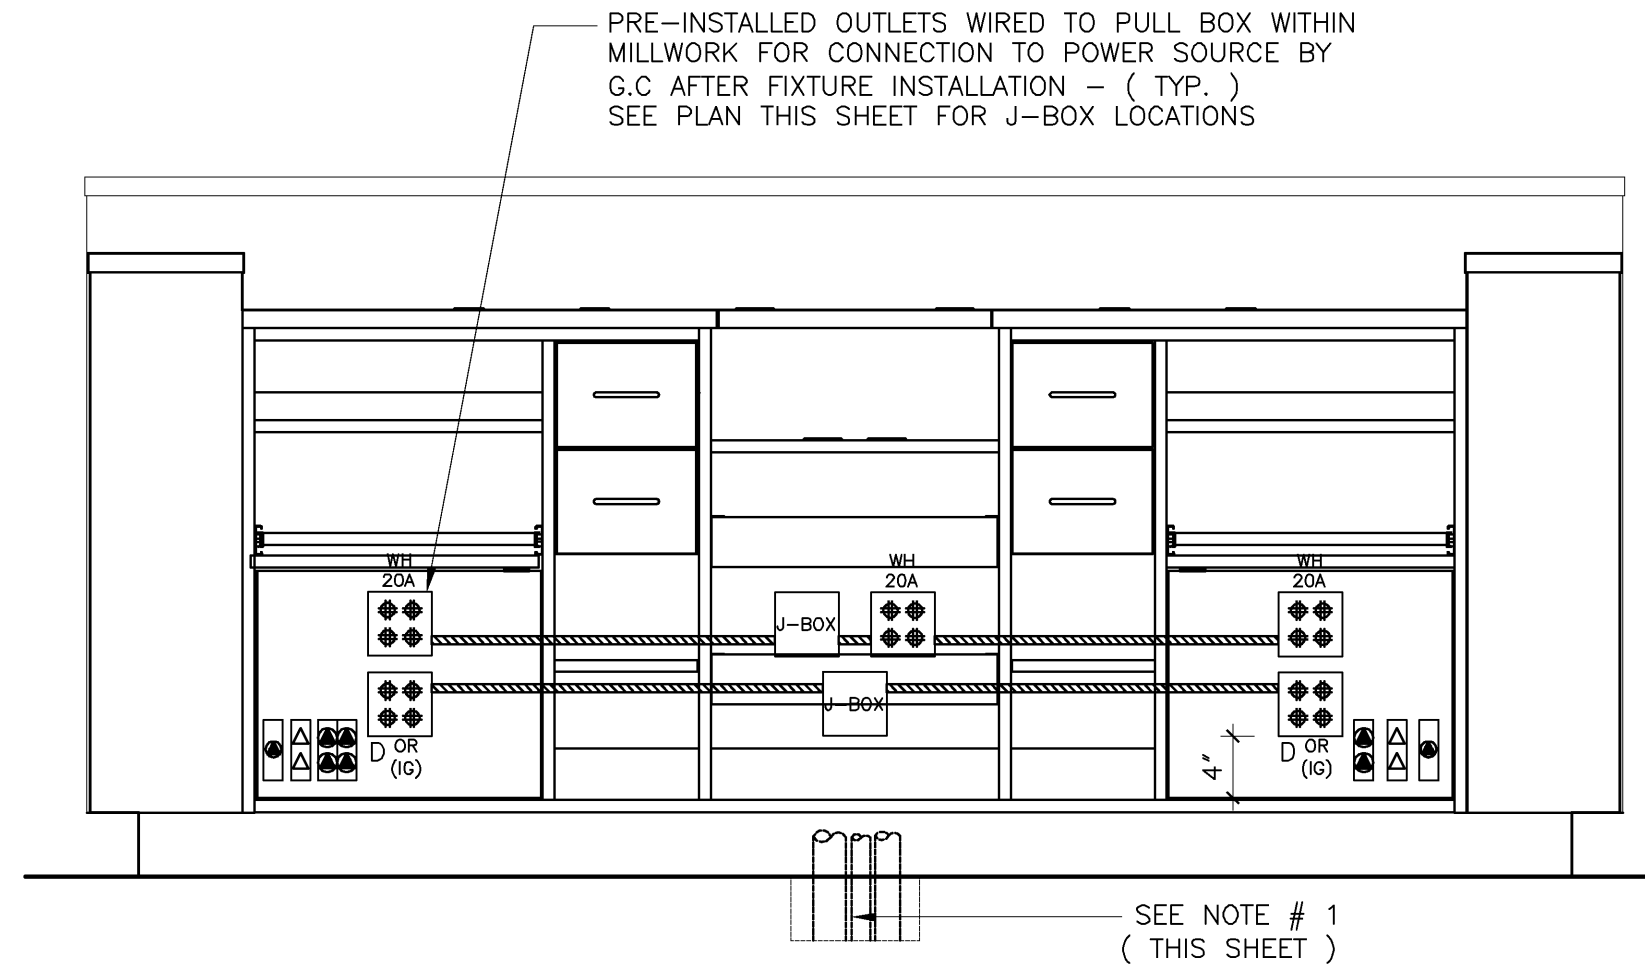 PRE-INSTALLED OUTLETS WIRED TO PULL BOX WITHIN
MILLWORK FOR CONNECTION TO POWER SOURCE BY
G.C AFTER FIXTURE INSTALLATION - ( TYP. )
SEE PLAN THIS SHEET FOR J-BOX LOCATIONS
WH
20A
WH
20A
WH
20A
J-BOX
J-BOX
D OR
(IG)
D OR
(IG)
4"
SEE NOTE # 1
( THIS SHEET )